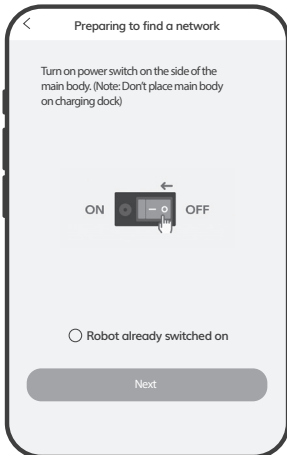 Preparing to find a network
Turn on power switch on the side of the
main body. (Note: Don't place main body
on charging dock)
ON OFF
Robot already switched on
Next